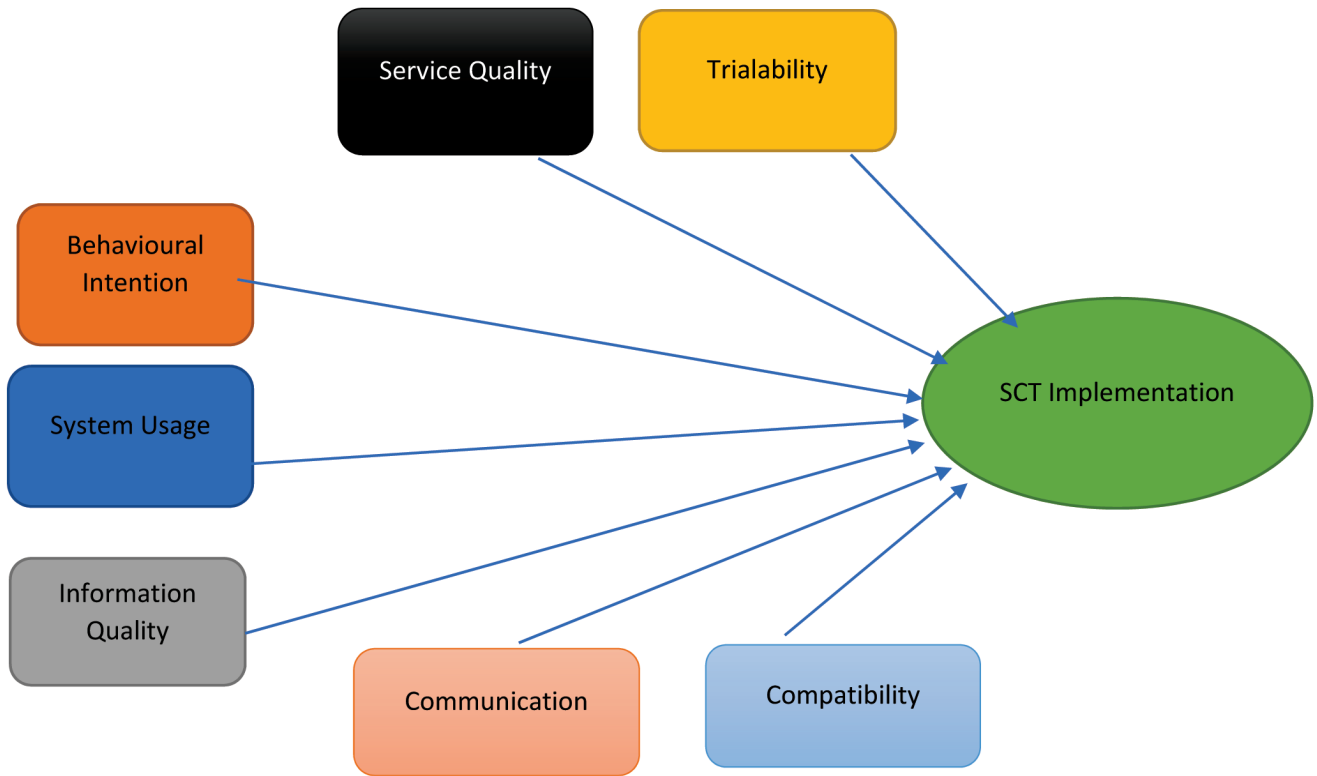 Service Quality
Trialability
Behavioural
Intention
System Usage
SCT Implementation
Information
Quality
Communication
Compatibility